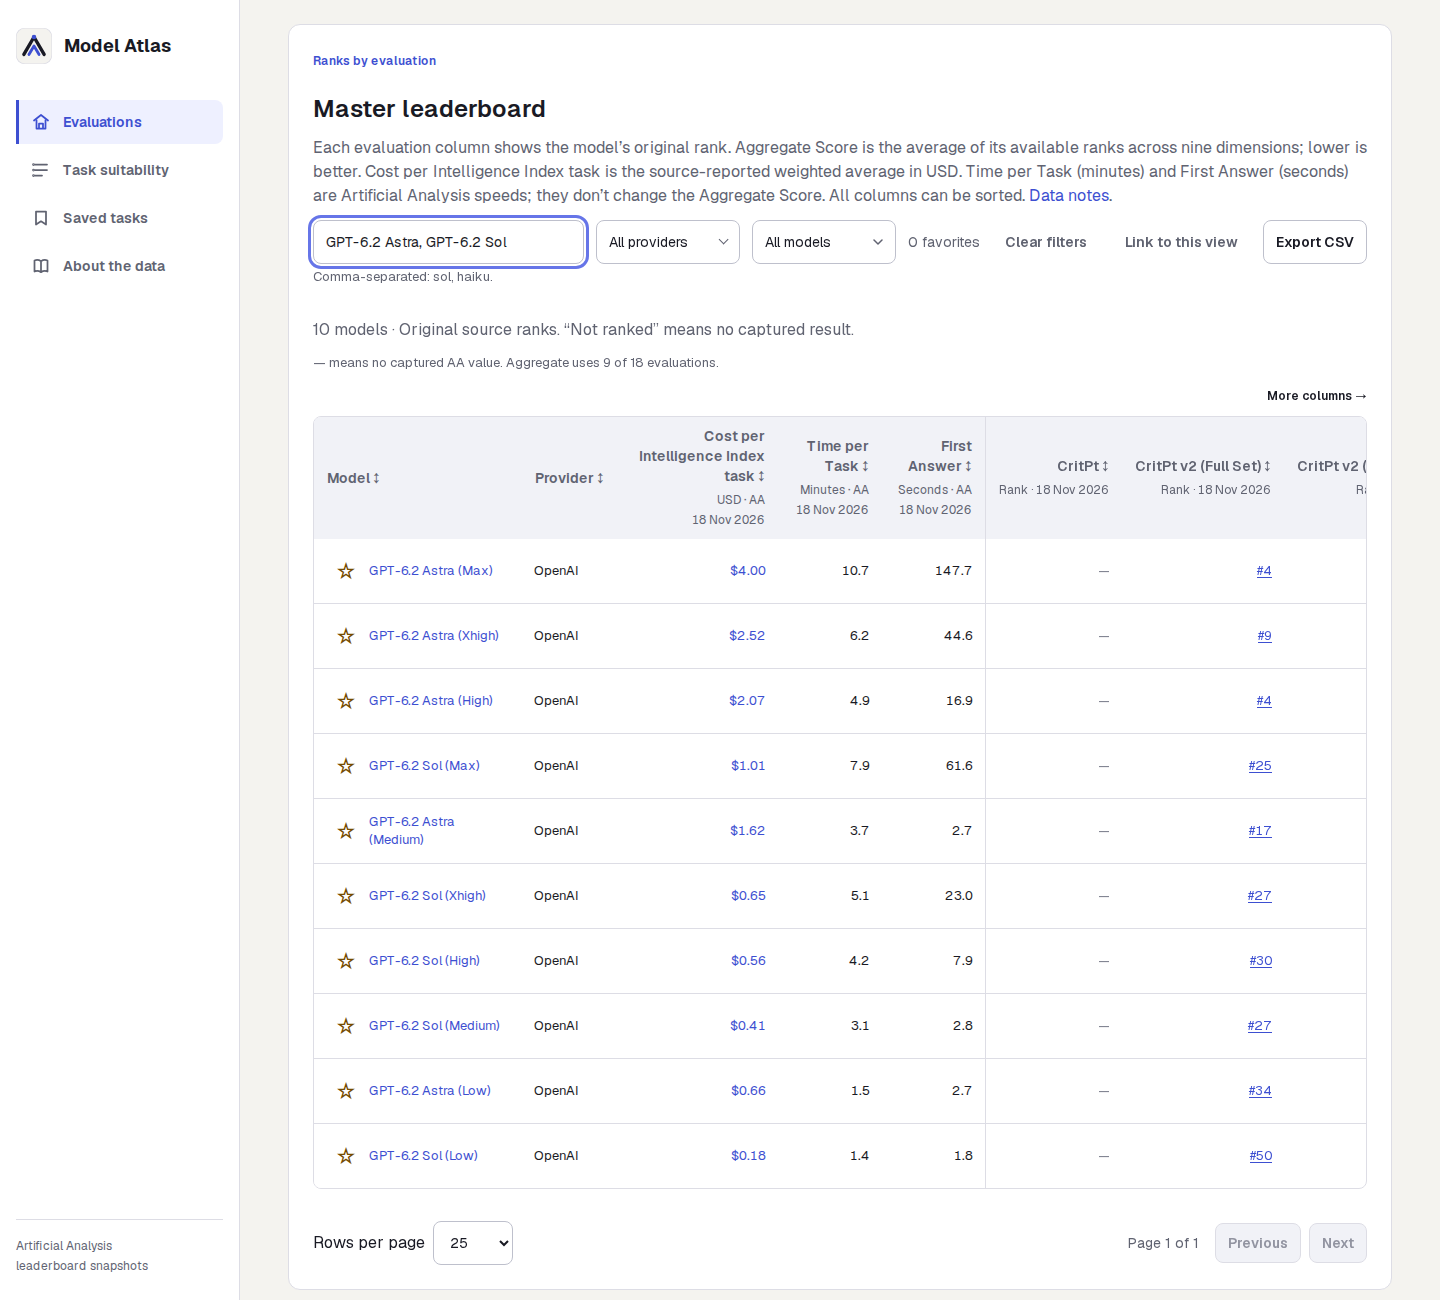 Model Atlas
Evaluations
Task suitability
Saved tasks
About the data
Artificial Analysis
leaderboard snapshots
Ranks by evaluation
Master leaderboard
Each evaluation column shows the model’s original rank. Aggregate Score is the average of its available ranks across nine dimensions; lower is
better. Cost per Intelligence Index task is the source-reported weighted average in USD. Time per Task (minutes) and First Answer (seconds)
are Artificial Analysis speeds; they don’t change the Aggregate Score. All columns can be sorted. Data notes.
GPT-6.2 Astra, GPT-6.2 Sol
All providers
All models
0 favorites
Clear filters
Link to this view
Export CSV
Comma-separated: sol, haiku.
10 models · Original source ranks. “Not ranked” means no captured result.
— means no captured AA value. Aggregate uses 9 of 18 evaluations.
More columns →
Model ↕ Provider ↕ Cost per Intelligence Index task ↕ USD · AA 18 Nov 2026 Time per Task ↕ Minutes · AA 18 Nov 2026 First Answer ↕ Seconds · AA 18 Nov 2026 CritPt ↕ Rank · 18 Nov 2026 CritPt v2 (Full Set) ↕ Rank · 18 Nov 2026 CritPt v2 (
☆ GPT-6.2 Astra (Max) OpenAI $4.00 10.7 147.7 — #4
☆ GPT-6.2 Astra (Xhigh) OpenAI $2.52 6.2 44.6 — #9
☆ GPT-6.2 Astra (High) OpenAI $2.07 4.9 16.9 — #4
☆ GPT-6.2 Sol (Max) OpenAI $1.01 7.9 61.6 — #25
☆ GPT-6.2 Astra (Medium) OpenAI $1.62 3.7 2.7 — #17
☆ GPT-6.2 Sol (Xhigh) OpenAI $0.65 5.1 23.0 — #27
☆ GPT-6.2 Sol (High) OpenAI $0.56 4.2 7.9 — #30
☆ GPT-6.2 Sol (Medium) OpenAI $0.41 3.1 2.8 — #27
☆ GPT-6.2 Astra (Low) OpenAI $0.66 1.5 2.7 — #34
☆ GPT-6.2 Sol (Low) OpenAI $0.18 1.4 1.8 — #50
Rows per page 25
Page 1 of 1
Previous
Next